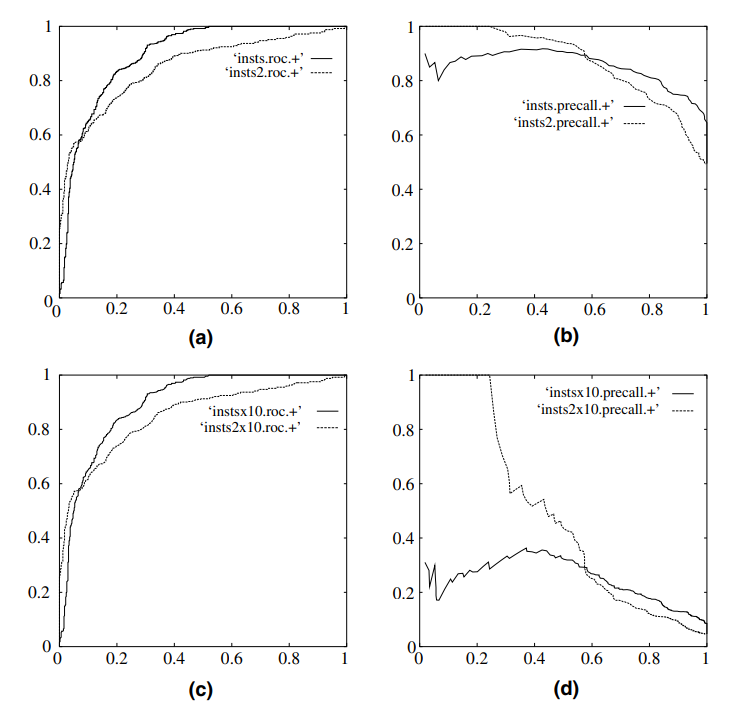 1
0.8
0.6
0.4
0.2
0
0 0.2 0.4 0.6 0.8 1
‘insts.roc.+’
‘insts2.roc.+’
(a)
1
0.8
0.6
0.4
0.2
0
0 0.2 0.4 0.6 0.8 1
‘insts.precall.+’
‘insts2.precall.+’
(b)
1
0.8
0.6
0.4
0.2
0
0 0.2 0.4 0.6 0.8 1
‘instsx10.roc.+’
‘insts2x10.roc.+’
(c)
1
0.8
0.6
0.4
0.2
0
0 0.2 0.4 0.6 0.8 1
‘instsx10.precall.+’
‘insts2x10.precall.+’
(d)